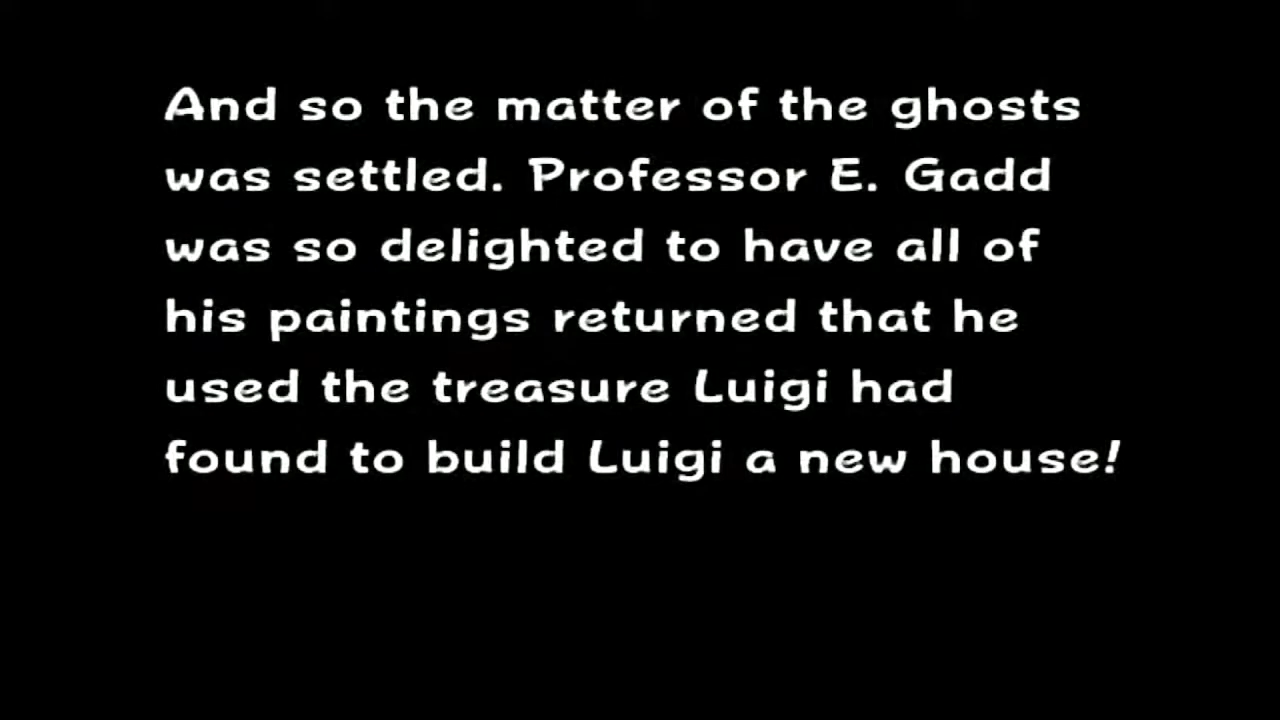 And so the matter of the ghosts
was settled. Professor E. Gadd
was so delighted to have all of
his paintings returned that he
used the treasure Luigi had
found to build Luigi a new house!